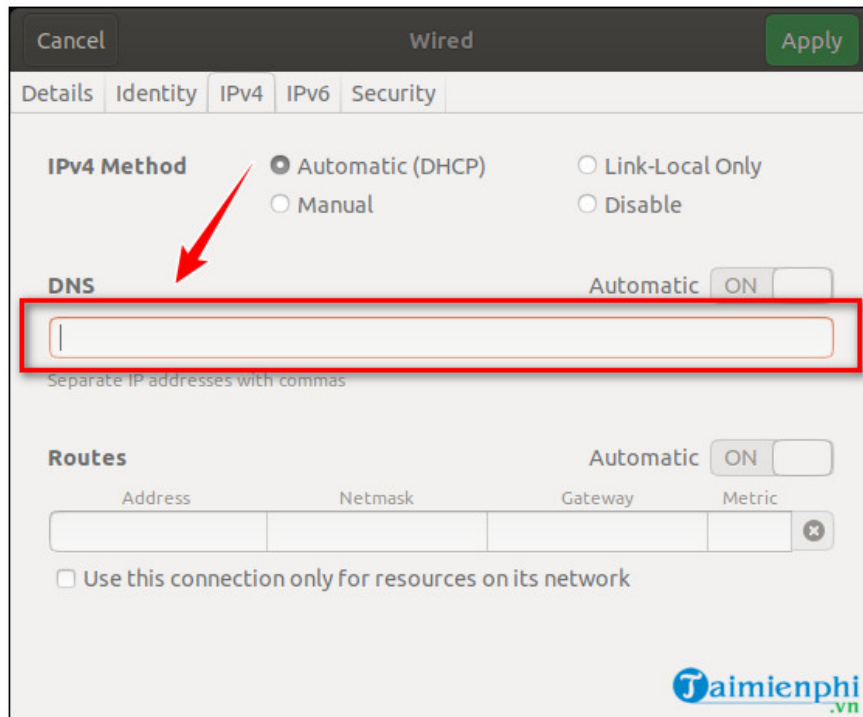 Cancel Wired Apply
Details Identity IPv4 IPv6 Security
IPv4 Method Automatic (DHCP) Link-Local Only
Manual Disable
DNS Automatic ON
Separate IP addresses with commas
Routes Automatic ON
Address Netmask Gateway Metric
Use this connection only for resources on its network
Taimienphi
.vn